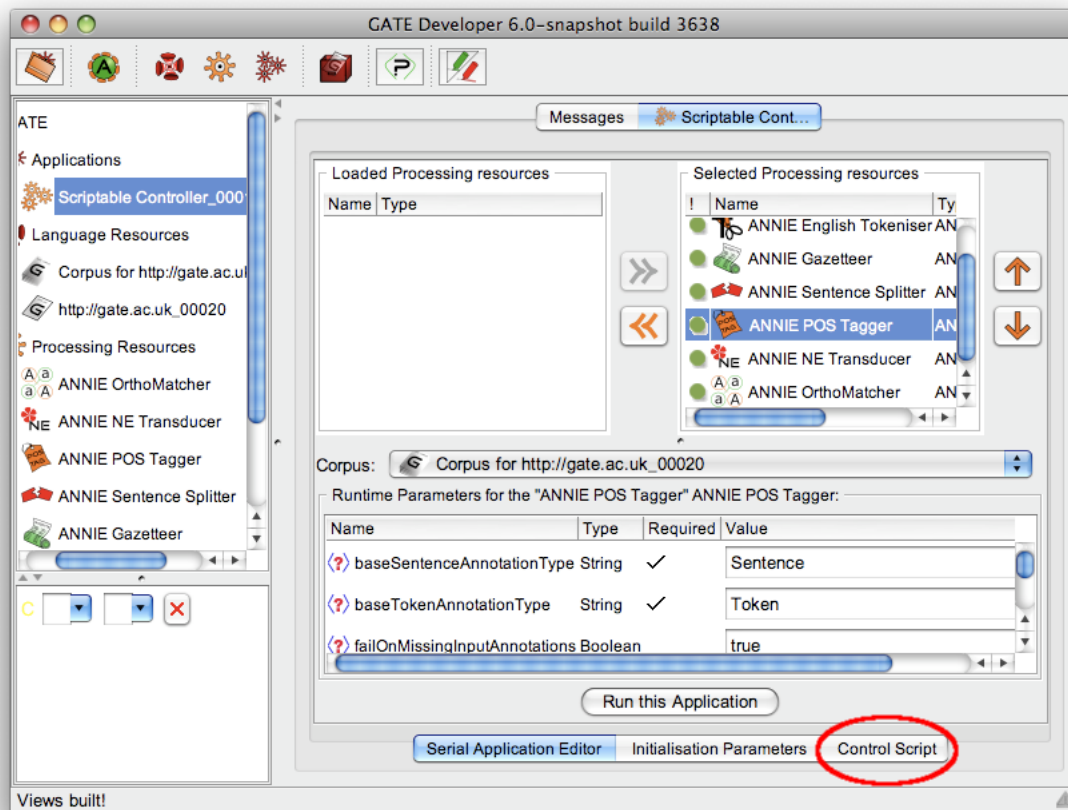 GATE Developer 6.0-snapshot build 3638
ATE
Applications
Scriptable Controller_000
Language Resources
Corpus for http://gate.ac.u
http://gate.ac.uk_00020
Processing Resources
ANNIE OrthoMatcher
ANNIE NE Transducer
ANNIE POS Tagger
ANNIE Sentence Splitter
ANNIE Gazetteer
C
Messages
Scriptable Cont...
Loaded Processing resources
Name Type
Selected Processing resources
! Name Ty
ANNIE English Tokeniser AN
ANNIE Gazetteer AN
ANNIE Sentence Splitter AN
ANNIE POS Tagger AN
ANNIE NE Transducer AN
ANNIE OrthoMatcher AN
Corpus: Corpus for http://gate.ac.uk_00020
Runtime Parameters for the "ANNIE POS Tagger" ANNIE POS Tagger:
Name Type Required Value
baseSentenceAnnotationType String ✓ Sentence
baseTokenAnnotationType String ✓ Token
failOnMissingInputAnnotations Boolean true
Run this Application
Serial Application Editor Initialisation Parameters Control Script
Views built!